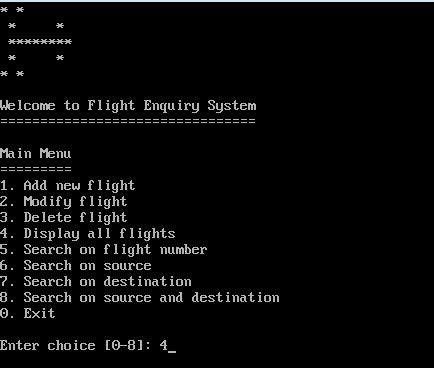 * *
 *     *
 ********
 *     *
* *

Welcome to Flight Enquiry System
================================

Main Menu
=========
1. Add new flight
2. Modify flight
3. Delete flight
4. Display all flights
5. Search on flight number
6. Search on source
7. Search on destination
8. Search on source and destination
0. Exit

Enter choice [0-8]: 4_